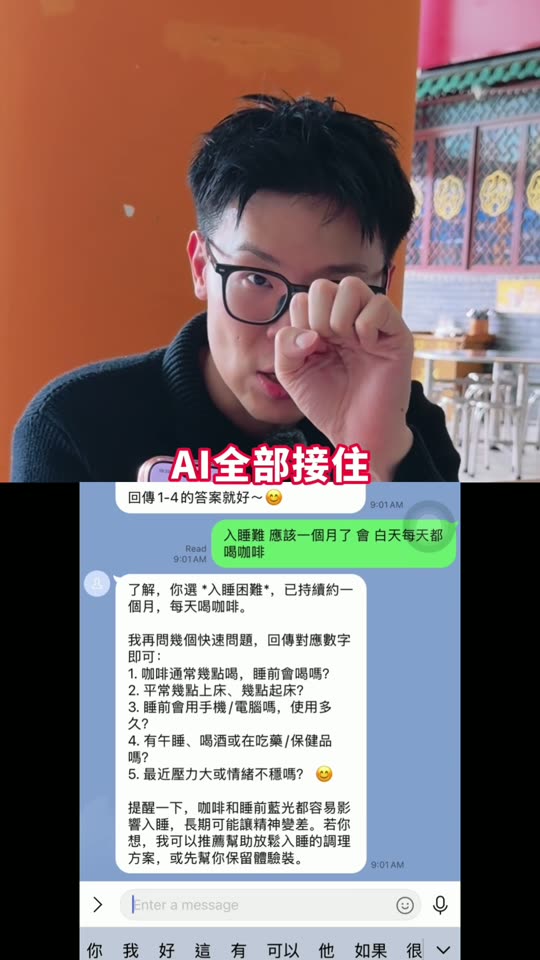 AI全部接住
回傳 1-4 的答案就好～😊
9:01 AM
入睡難 應該一個月了 會 白天每天都
喝咖啡
Read
9:01 AM
了解，你選 *入睡困難*，已持續約一
個月，每天喝咖啡。
我再問幾個快速問題，回傳對應數字
即可：
1. 咖啡通常幾點喝，睡前會喝嗎？
2. 平常幾點上床、幾點起床？
3. 睡前會用手機/電腦嗎，使用多
久？
4. 有午睡、喝酒或在吃藥/保健品
嗎？
5. 最近壓力大或情緒不穩嗎？ 😊
提醒一下，咖啡和睡前藍光都容易影
響入睡，長期可能讓精神變差。若你
想，我可以推薦幫助放鬆入睡的調理
方案，或先幫你保留體驗裝。
9:01 AM
Enter a message
你 我 好 這 有 可以 他 如果 很